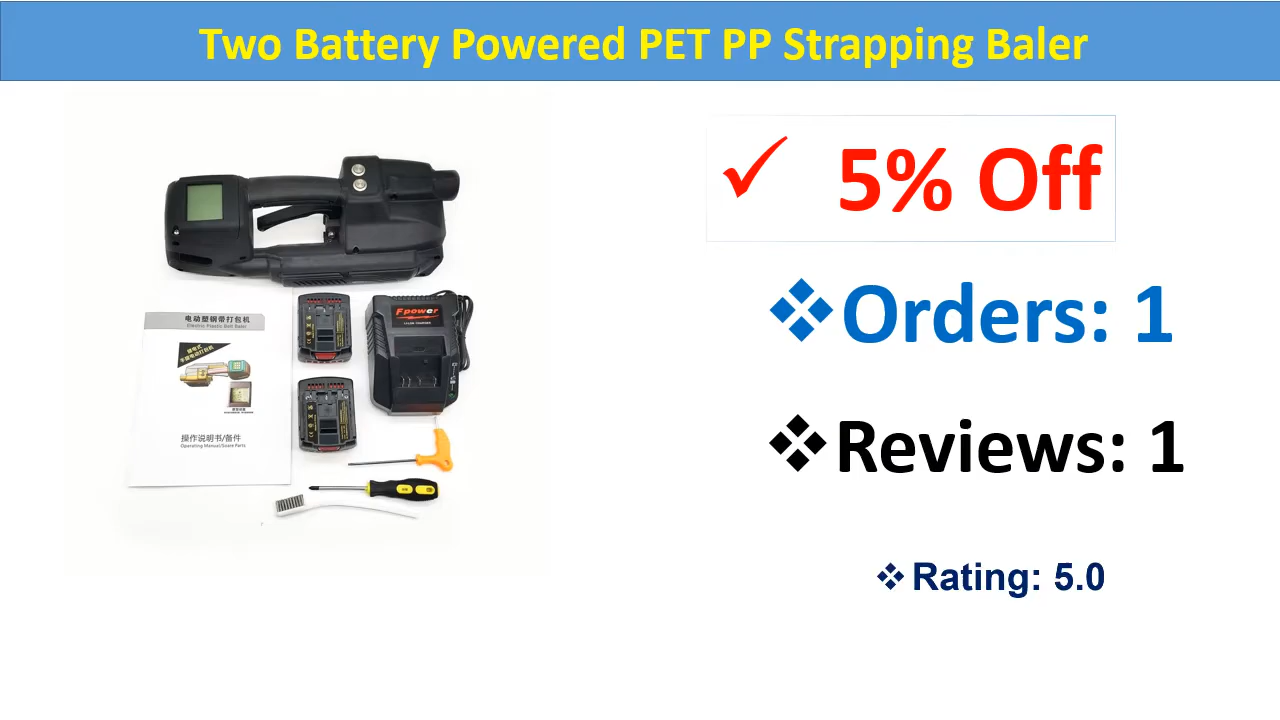 Two Battery Powered PET PP Strapping Baler
5% Off
Orders: 1
Reviews: 1
Rating: 5.0
电动塑钢带打包机
Electric Plastic Belt Baler
操作说明书/备件
Operating Manual/Spare Parts
Fpower